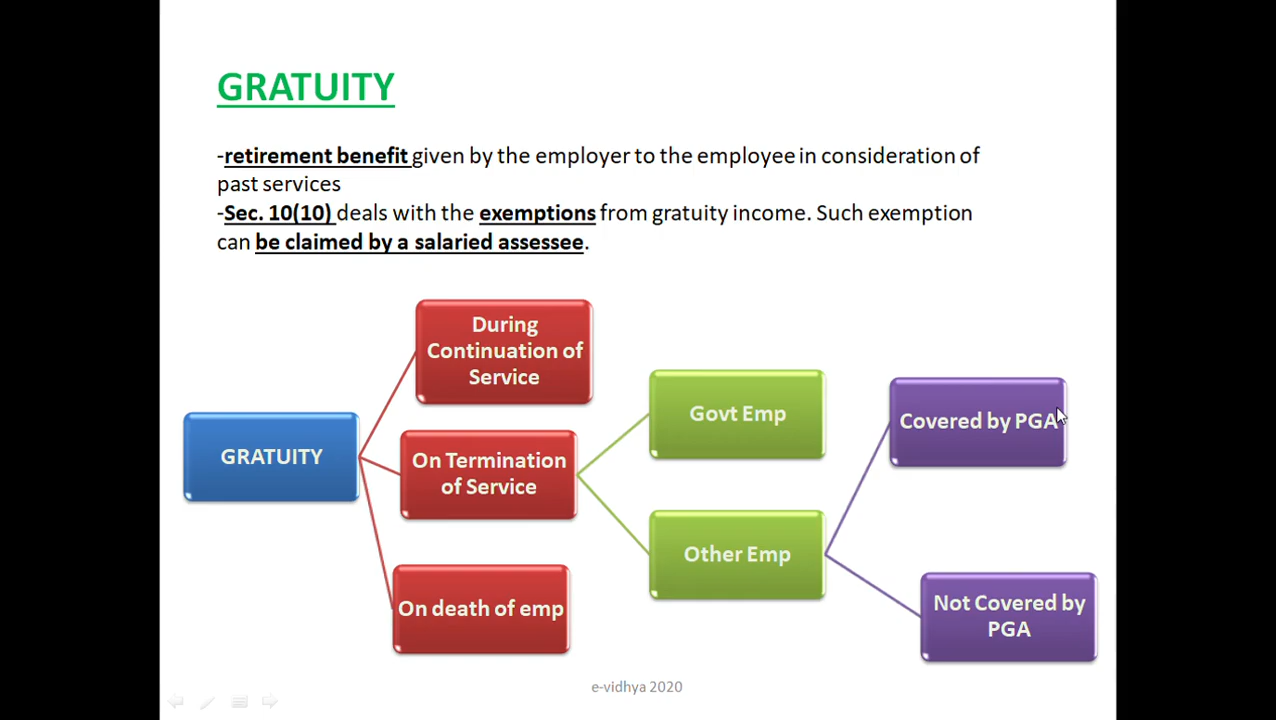 GRATUITY
-retirement benefit given by the employer to the employee in consideration of
past services
-Sec. 10(10) deals with the exemptions from gratuity income. Such exemption
can be claimed by a salaried assessee.
During
Continuation of
Service
Govt Emp
Covered by PGA
GRATUITY
On Termination
of Service
Other Emp
On death of emp
Not Covered by
PGA
e-vidhya 2020